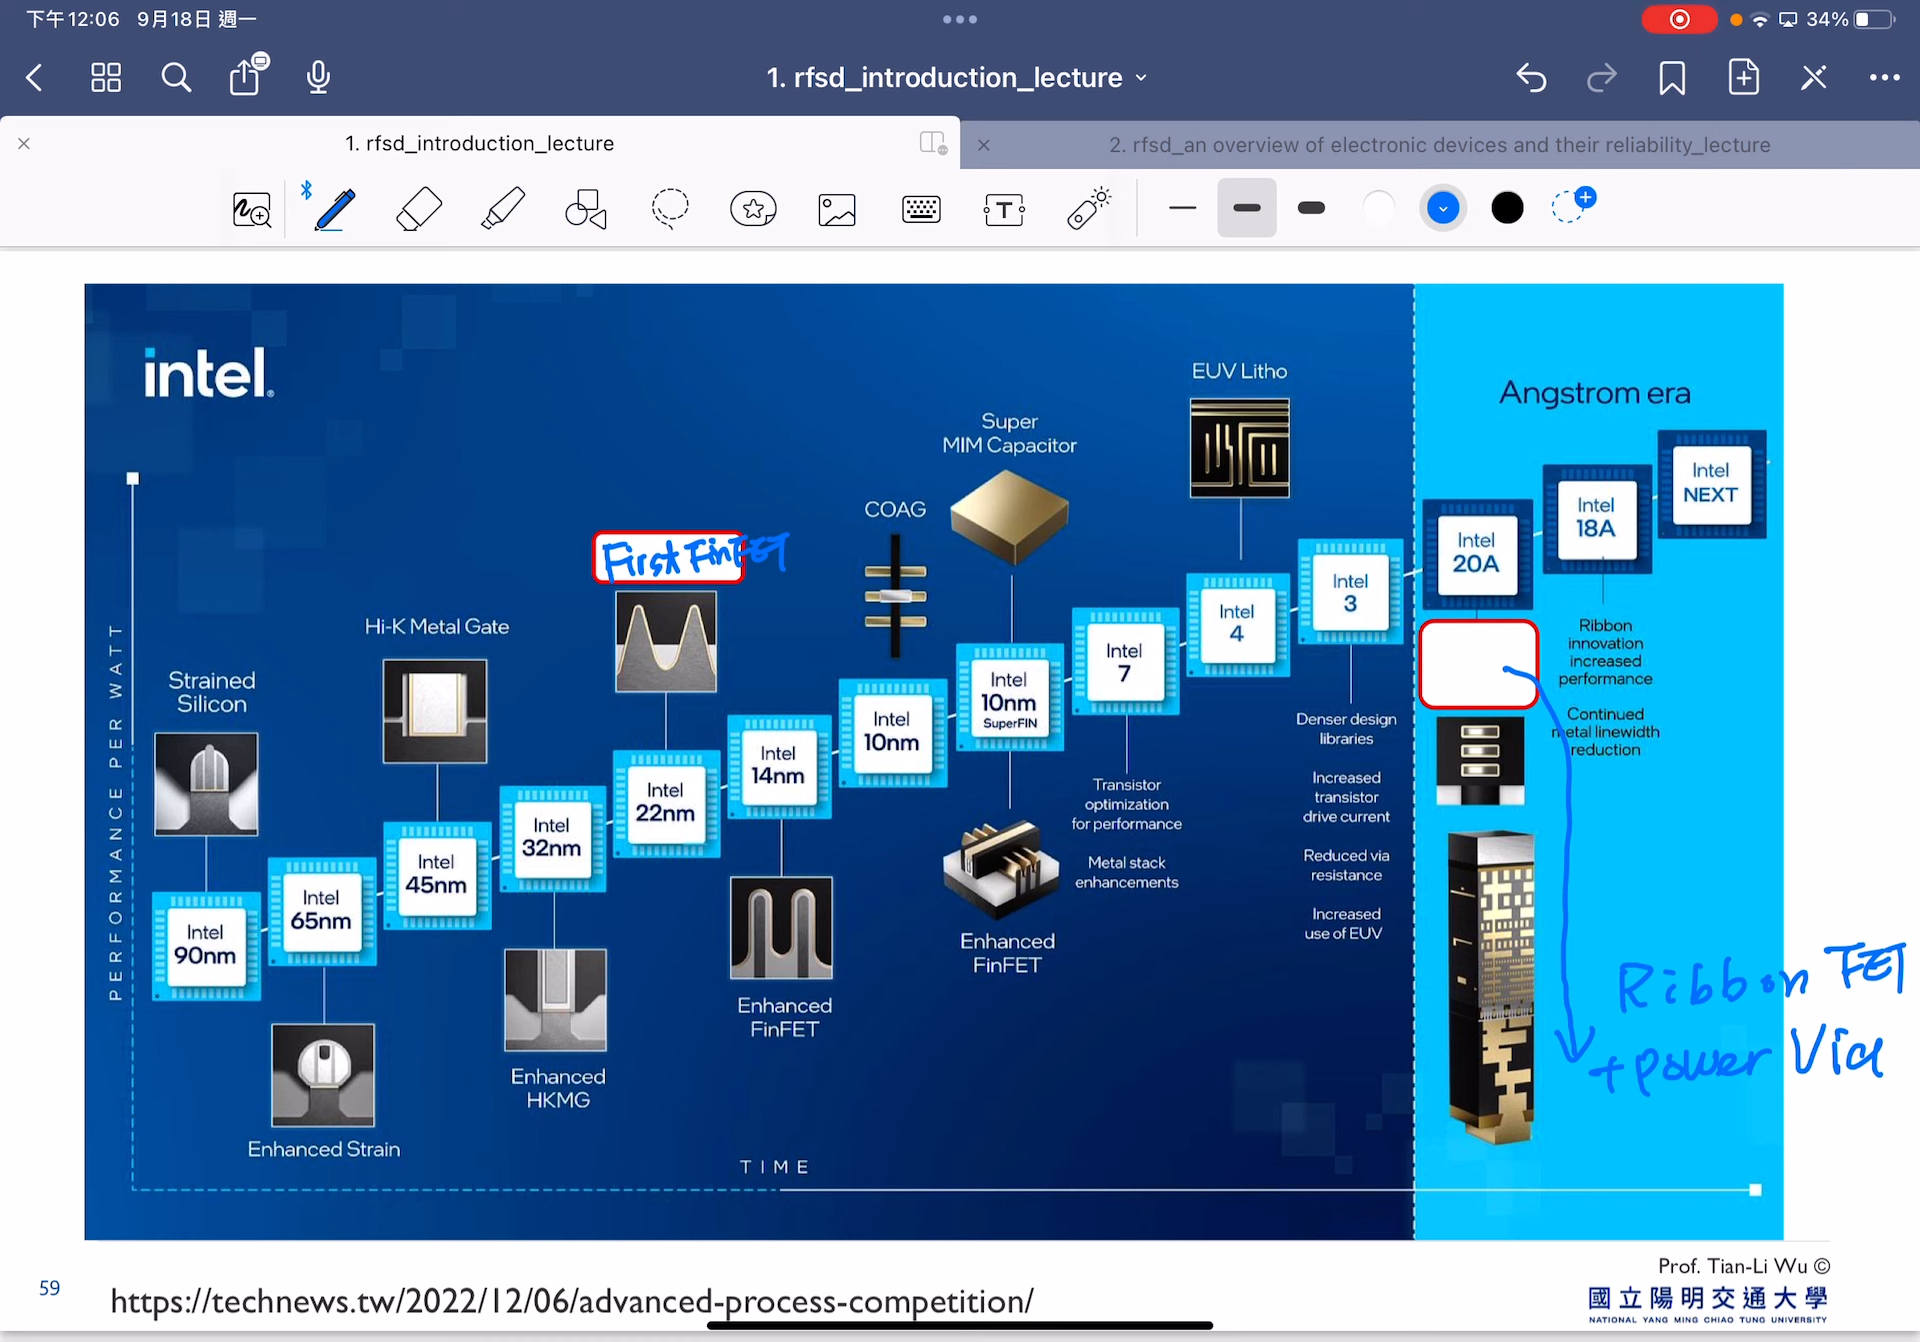 下午12:06 9月18日 週一
34%
1. rfsd_introduction_lecture
1. rfsd_introduction_lecture
2. rfsd_an overview of electronic devices and their reliability_lecture
T
intel.
Angstrom era
PERFORMANCE PER WATT
TIME
Strained
Silicon
Intel
90nm
Intel
65nm
Enhanced Strain
Hi-K Metal Gate
Intel
45nm
Intel
32nm
Enhanced
HKMG
First FinFET
Intel
22nm
Intel
14nm
Enhanced
FinFET
COAG
Intel
10nm
Super
MIM Capacitor
Intel
10nm
SuperFIN
Enhanced
FinFET
Intel
7
Transistor
optimization
for performance
Metal stack
enhancements
EUV Litho
Intel
4
Intel
3
Denser design
libraries
Increased
transistor
drive current
Reduced via
resistance
Increased
use of EUV
Intel
20A
Intel
18A
Ribbon
innovation
increased
performance
Continued
metal linewidth
reduction
Intel
NEXT
Ribbon FET
+ power Via
59
https://technews.tw/2022/12/06/advanced-process-competition/
Prof. Tian-Li Wu ©
國立陽明交通大學
NATIONAL YANG MING CHIAO TUNG UNIVERSITY